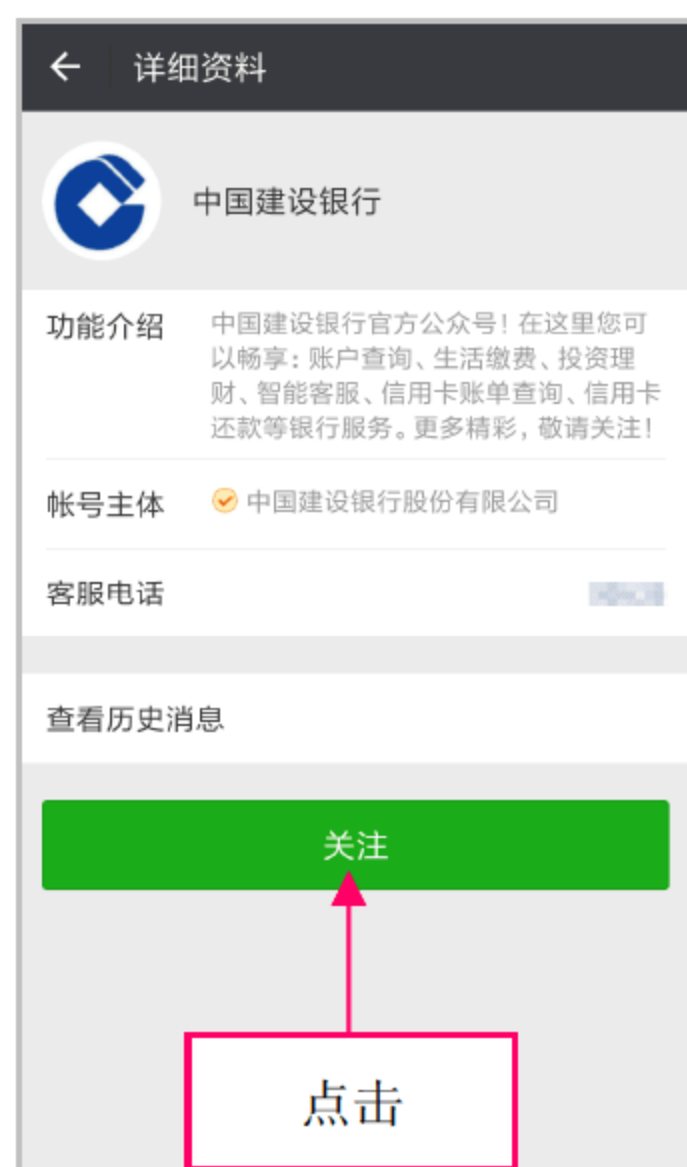 详细资料
中国建设银行
功能介绍
中国建设银行官方公众号！在这里您可
以畅享：账户查询、生活缴费、投资理
财、智能客服、信用卡账单查询、信用卡
还款等银行服务。更多精彩，敬请关注！
帐号主体
中国建设银行股份有限公司
客服电话
查看历史消息
关注
点击